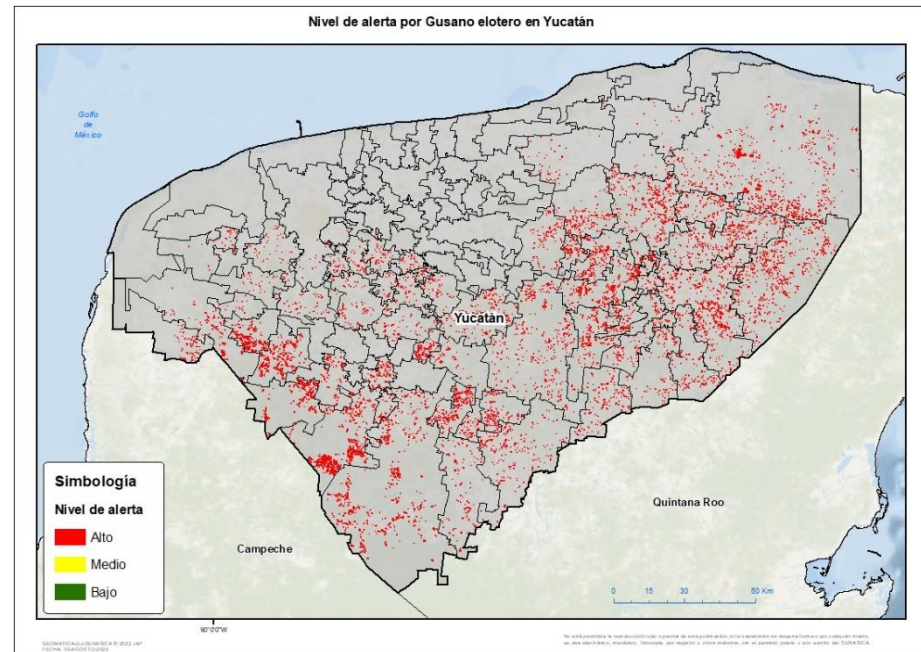 Nivel de alerta por Gusano elotero en Yucatán
Golfo
de
México
Yucatán
Quintana Roo
Campeche
Simbología
Nivel de alerta
Alto
Medio
Bajo
0 15 30 60 Km
90°0'0"W